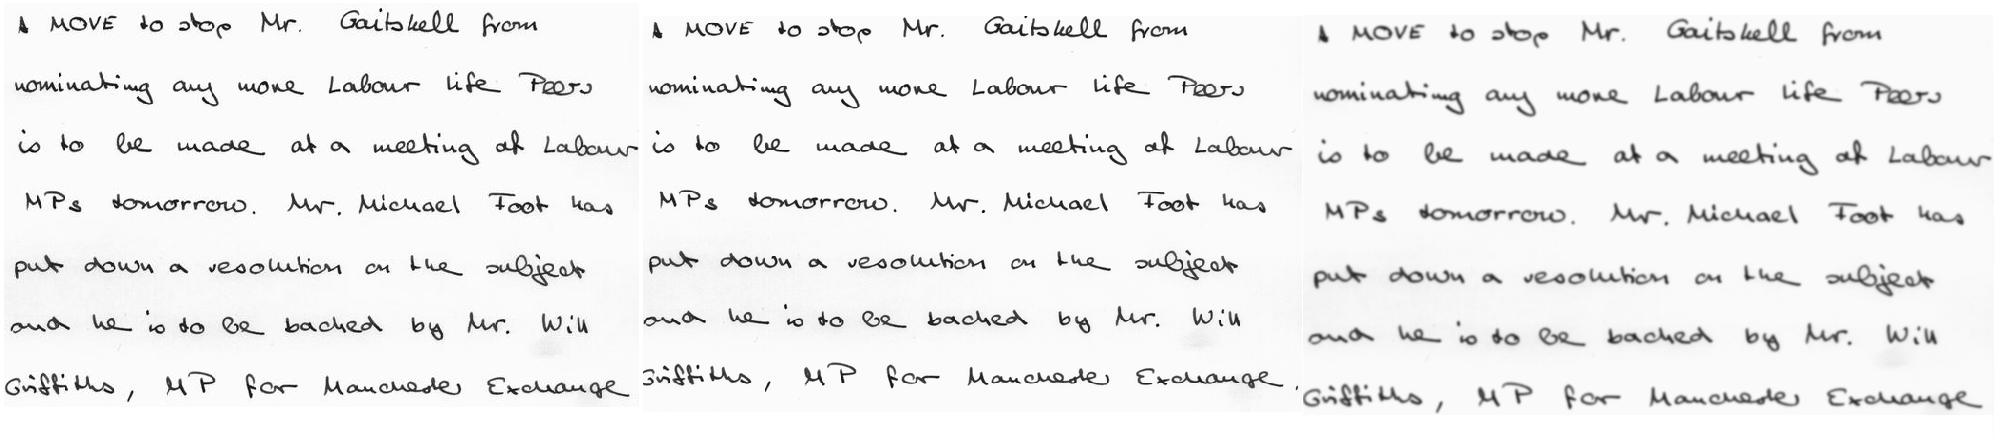 A MOVE to stop Mr. Gaitskell from
nominating any more Labour life Peers
is to be made at a meeting of Labour
MPs tomorrow. Mr. Michael Foot has
put down a resolution on the subject
and he is to be backed by Mr. Will
Griffiths, MP for Manchester Exchange
A MOVE to stop Mr. Gaitskell from
nominating any more Labour life Peers
is to be made at a meeting of Labour
MPs tomorrow. Mr. Michael Foot has
put down a resolution on the subject
and he is to be backed by Mr. Will
Griffiths, MP for Manchester Exchange.
A MOVE to stop Mr. Gaitskell from
nominating any more Labour life Peers
is to be made at a meeting of Labour
MPs tomorrow. Mr. Michael Foot has
put down a resolution on the subject
and he is to be backed by Mr. Will
Griffiths, MP for Manchester Exchange